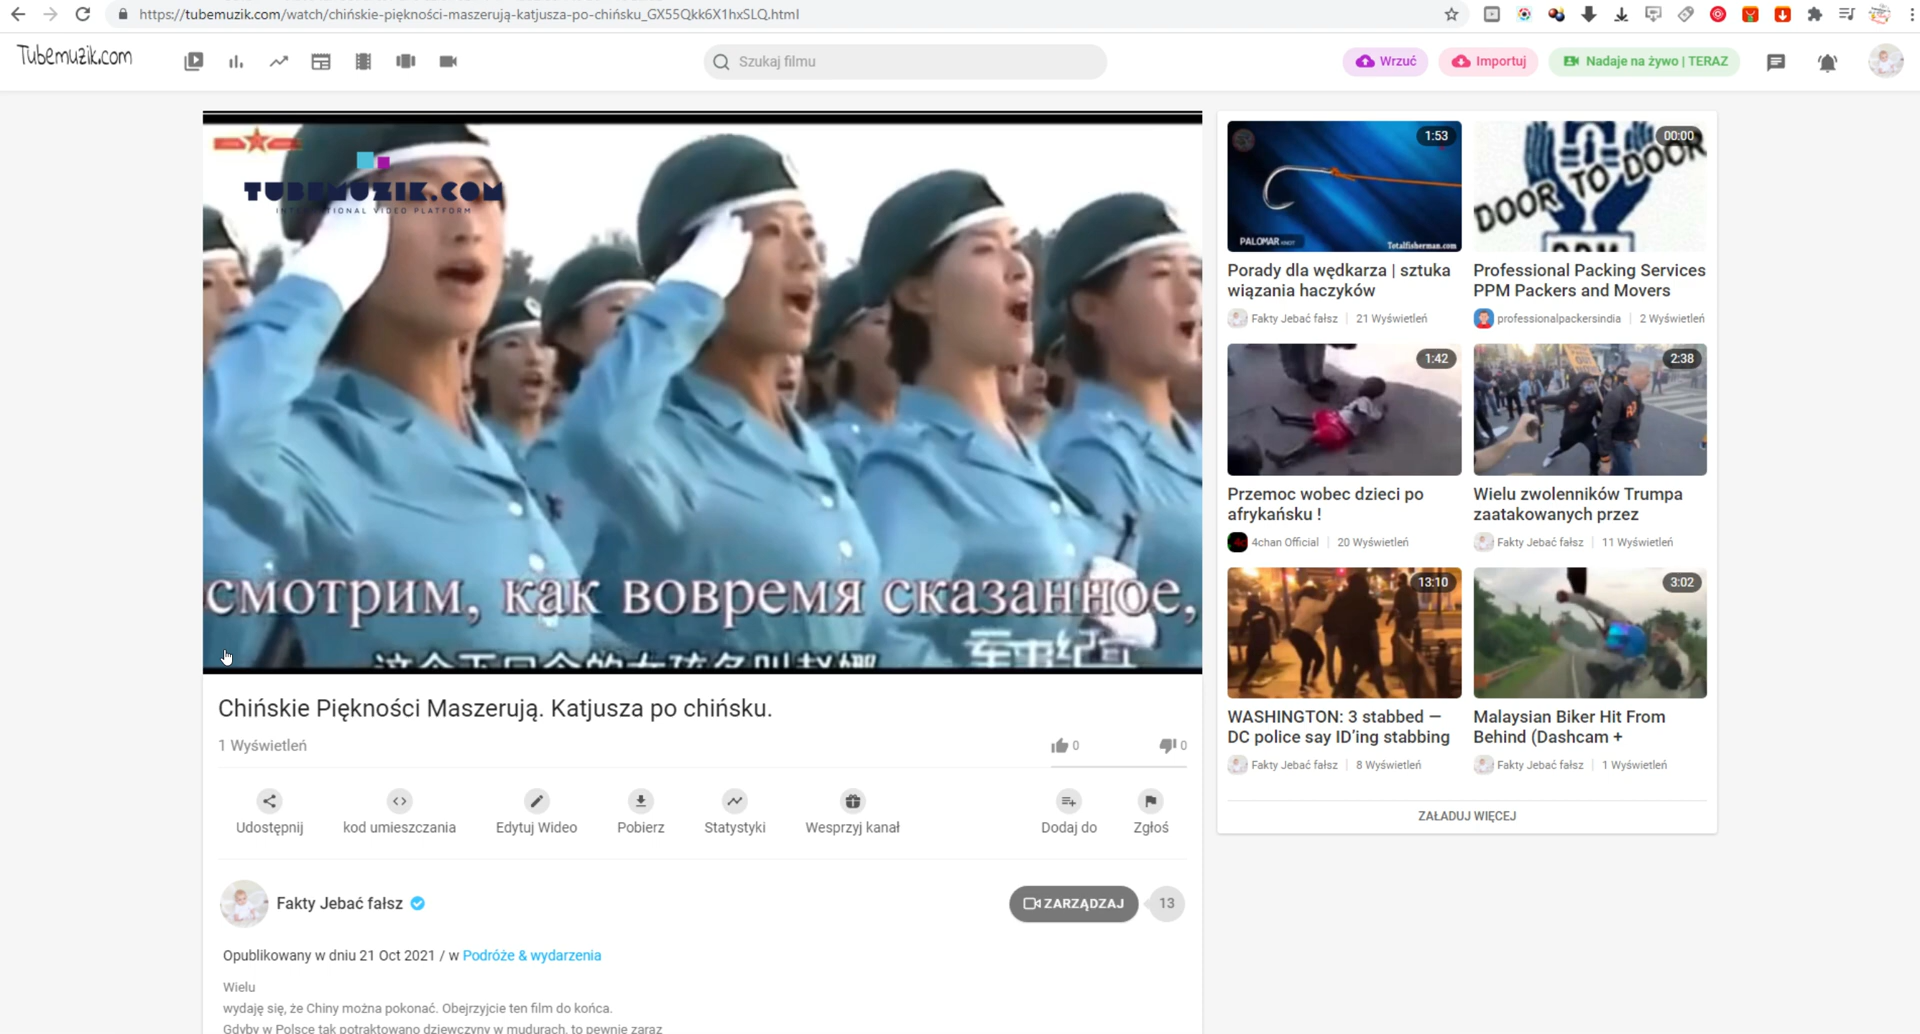 https://tubemuzik.com/watch/chińskie-piękności-maszerują-katjusza-po-chińsku_GX55Qkk6X1hxSLQ.html
Tubemuzik.com
Szukaj filmu
Wrzuć
Importuj
Nadaje na żywo | TERAZ
TUBEMUZIK.COM
INTERNATIONAL VIDEO PLATFORM
смотрим, как вовремя сказанное,
Chińskie Piękności Maszerują. Katjusza po chińsku.
1 Wyświetleń
0
0
Udostępnij
kod umieszczania
Edytuj Wideo
Pobierz
Statystyki
Wesprzyj kanał
Dodaj do
Zgłoś
Fakty Jebać fałsz
ZARZĄDZAJ
13
Opublikowany w dniu 21 Oct 2021 / w Podróże & wydarzenia
Wielu
wydaję się, że Chiny można pokonać. Obejrzyjcie ten film do końca.
Gdyby w Polsce tak potraktowano dziewczyny w mudurach, to pewnie zaraz
1:53
PALOMAR KNOT
Totalfisherman.com
Porady dla wędkarza | sztuka
wiązania haczyków
Fakty Jebać fałsz | 21 Wyświetleń
00:00
DOOR TO DOOR
PPM
Professional Packing Services
PPM Packers and Movers
professionalpackersindia | 2 Wyświetleń
1:42
Przemoc wobec dzieci po
afrykańsku !
4chan Official | 20 Wyświetleń
2:38
Wielu zwolenników Trumpa
zaatakowanych przez
Fakty Jebać fałsz | 11 Wyświetleń
13:10
WASHINGTON: 3 stabbed —
DC police say ID’ing stabbing
Fakty Jebać fałsz | 8 Wyświetleń
3:02
Malaysian Biker Hit From
Behind (Dashcam +
Fakty Jebać fałsz | 1 Wyświetleń
ZAŁADUJ WIĘCEJ